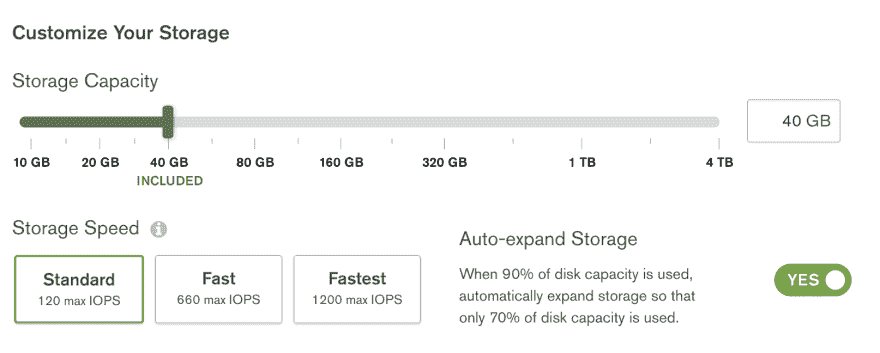 Customize Your Storage
Storage Capacity
40 GB
10 GB 20 GB 40 GB 80 GB 160 GB 320 GB 1 TB 4 TB
INCLUDED
Storage Speed
Standard
120 max IOPS
Fast
660 max IOPS
Fastest
1200 max IOPS
Auto-expand Storage
When 90% of disk capacity is used,
automatically expand storage so that
only 70% of disk capacity is used.
YES